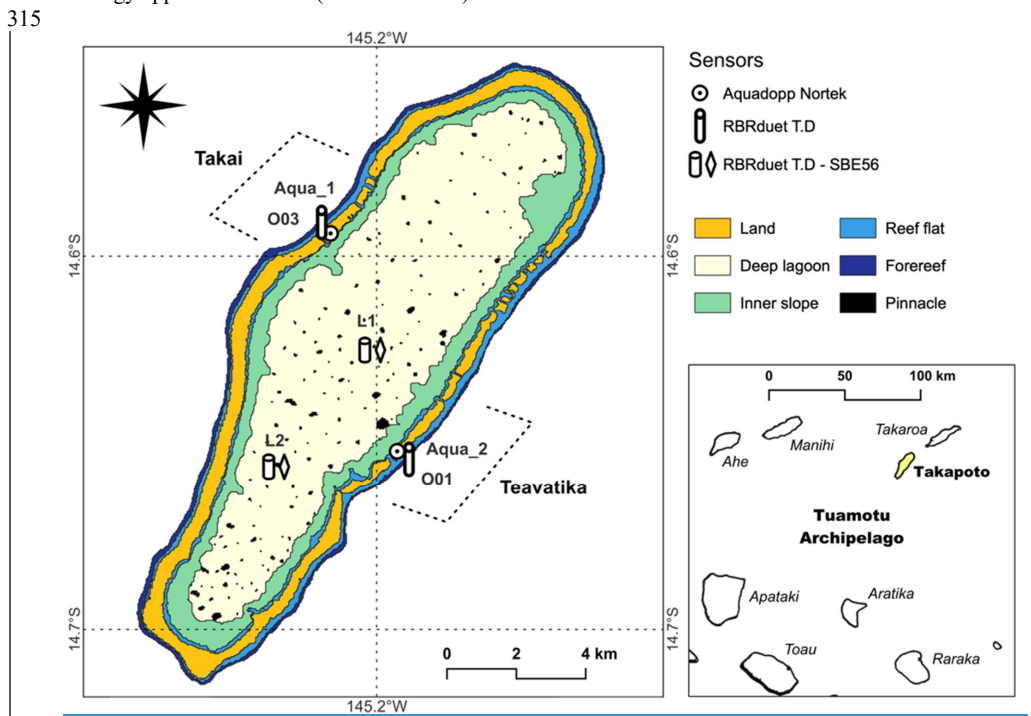 315
145.2°W
Takai
Aqua_1
O03
14.6°S
14.6°S
L1
L2
Aqua_2
O01
Teavatika
14.7°S
14.7°S
0 2 4 km
145.2°W
Sensors
Aquadopp Nortek
RBRduet T.D
RBRduet T.D - SBE56
Land
Reef flat
Deep lagoon
Forereef
Inner slope
Pinnacle
0 50 100 km
Ahe
Manihi
Takaroa
Takapoto
Tuamotu
Archipelago
Apataki
Aratika
Toau
Raraka